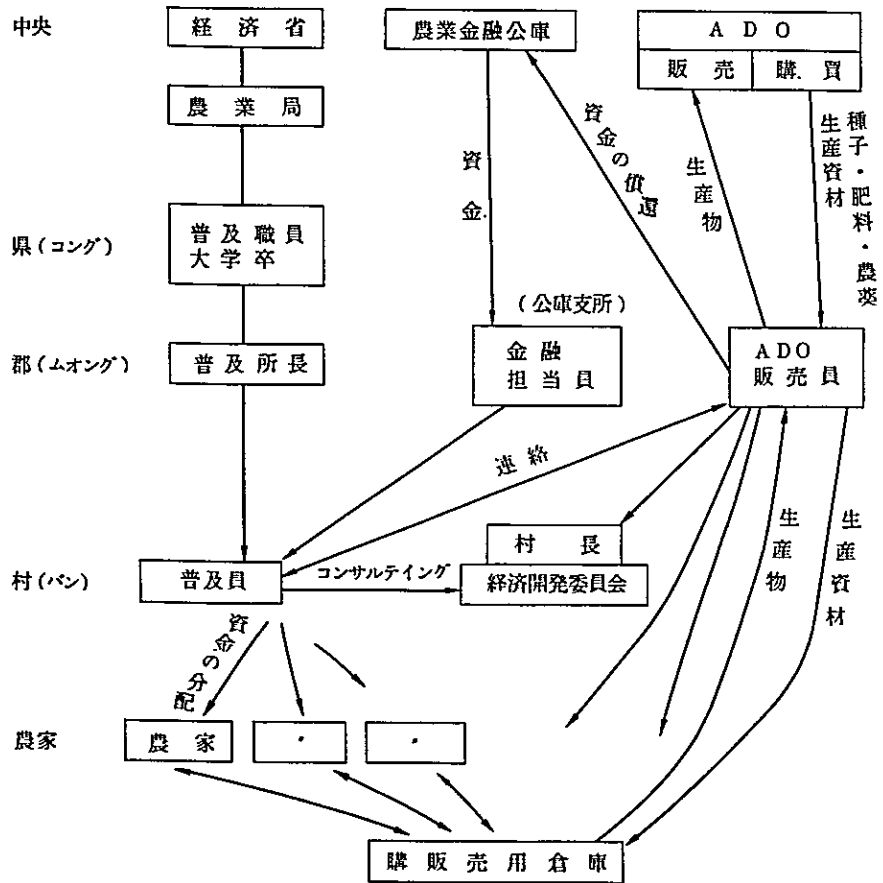 中央
経済省
農業金融公庫
ADO
販売
購買
農業局
資金
資金の償還
生産物
種子・肥料・農薬
生産資材
県(コング)
普及職員
大学卒
(公庫支所)
郡(ムオング)
普及所長
金融
担当員
ADO
販売員
連絡
村(バン)
普及員
コンサルテイング
村長
経済開発委員会
生産物
生産資材
資金の分配
農家
農家
・
・
購販売用倉庫